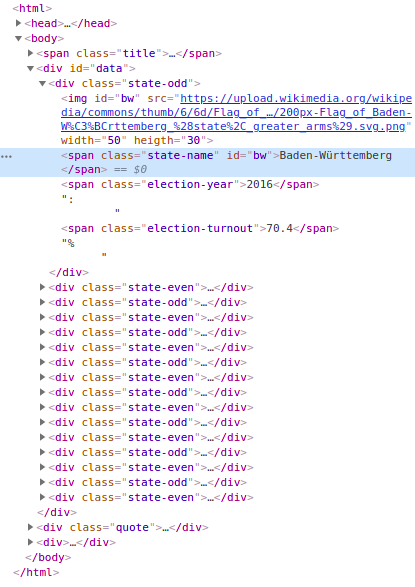 <html>
<head>…</head>
<body>
<span class="title">…</span>
<div id="data">
<div class="state-odd">
<img id="bw" src="https://upload.wikimedia.org/wikipe
dia/commons/thumb/6/6d/Flag_of_…/200px-Flag_of_Baden-
W%C3%BCrttemberg_%28state%2C_greater_arms%29.svg.png"
width="50" heigth="30">
<span class="state-name" id="bw">Baden-Württemberg
</span> == $0
<span class="election-year">2016</span>
":
"
<span class="election-turnout">70.4</span>
"%
"
</div>
<div class="state-even">…</div>
<div class="state-odd">…</div>
<div class="state-even">…</div>
<div class="state-odd">…</div>
<div class="state-even">…</div>
<div class="state-odd">…</div>
<div class="state-even">…</div>
<div class="state-odd">…</div>
<div class="state-even">…</div>
<div class="state-odd">…</div>
<div class="state-even">…</div>
<div class="state-odd">…</div>
<div class="state-even">…</div>
<div class="state-odd">…</div>
<div class="state-even">…</div>
</div>
<div class="quote">…</div>
<div>…</div>
</body>
</html>